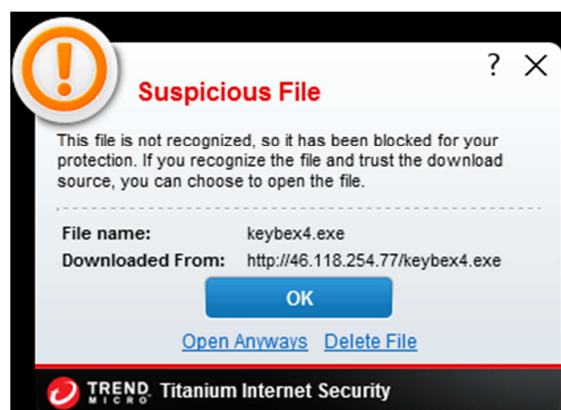 ? X
Suspicious File
This file is not recognized, so it has been blocked for your
protection. If you recognize the file and trust the download
source, you can choose to open the file.
File name: keybex4.exe
Downloaded From: http://46.118.254.77/keybex4.exe
OK
Open Anyways Delete File
TREND MICRO Titanium Internet Security